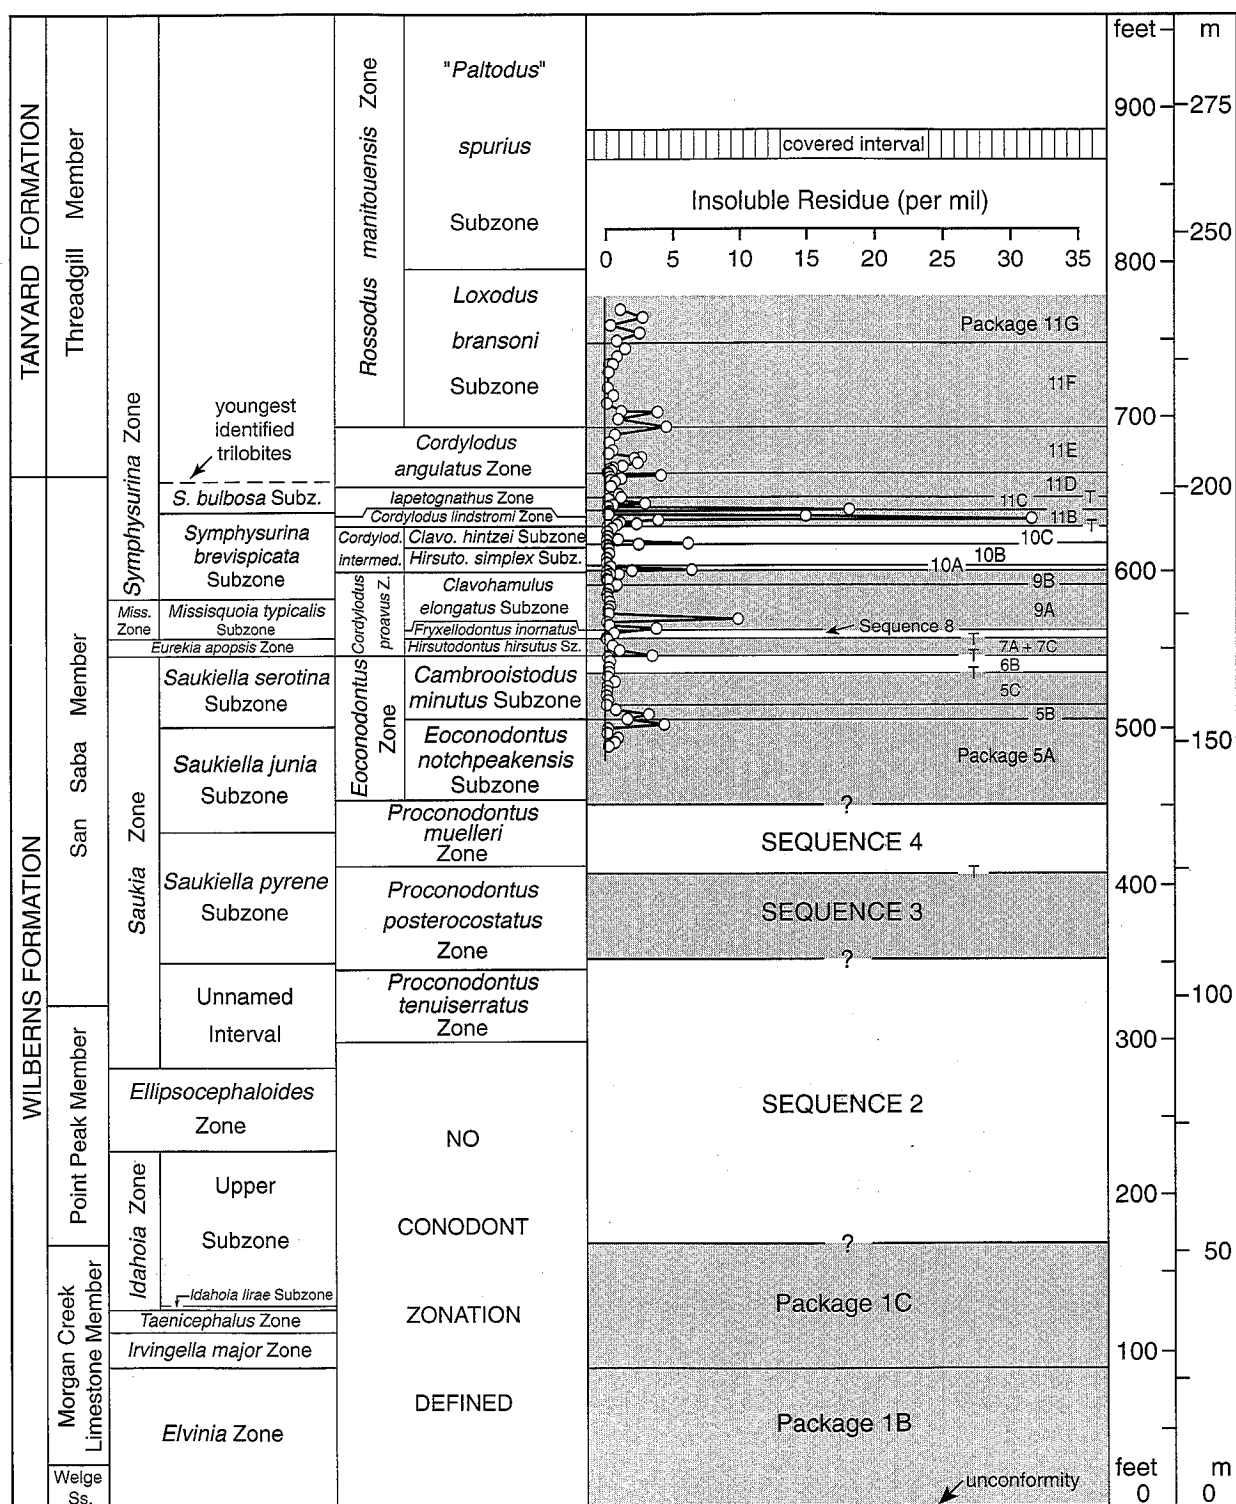 TANYARD FORMATION
WILBERNS FORMATION
Threadgill Member
San Saba Member
Point Peak Member
Morgan Creek
Limestone Member
Welge
Ss.
Symphysurina Zone
youngest
identified
trilobites
S. bulbosa Subz.
Symphysurina
brevispicata
Subzone
Miss.
Zone
Missisquoia typicalis
Subzone
Eurekia apopsis Zone
Saukia Zone
Saukiella serotina
Subzone
Saukiella junia
Subzone
Saukiella pyrene
Subzone
Unnamed
Interval
Ellipsocephaloides
Zone
Idahoia Zone
Upper
Subzone
Idahoia lirae Subzone
Taenicephalus Zone
Irvingella major Zone
Elvinia Zone
Rossodus manitouensis Zone
"Paltodus"
spurius
Subzone
Loxodus
bransoni
Subzone
Cordylodus
angulatus Zone
Iapetognathus Zone
Cordylodus lindstromi Zone
Cordylod.
intermed.
Clavo. hintzei Subzone
Hirsuto. simplex Subz.
Cordylodus
proavus Z.
Clavohamulus
elongatus Subzone
Fryxellodontus inornatus
Hirsutodontus hirsutus Sz.
Eoconodontus
Zone
Cambrooistodus
minutus Subzone
Eoconodontus
notchpeakensis
Subzone
Proconodontus
muelleri
Zone
Proconodontus
posterocostatus
Zone
Proconodontus
tenuiserratus
Zone
NO
CONODONT
ZONATION
DEFINED
covered interval
Insoluble Residue (per mil)
0 5 10 15 20 25 30 35
Package 11G
11F
11E
11D
T
11C
11B
T
10C
10B
10A
9B
9A
Sequence 8
T
7A + 7C
T
6B
T
5C
5B
Package 5A
?
SEQUENCE 4
T
SEQUENCE 3
?
SEQUENCE 2
?
Package 1C
Package 1B
unconformity
feet
900
800
700
600
500
400
300
200
100
feet
0
m
275
250
200
150
100
50
m
0